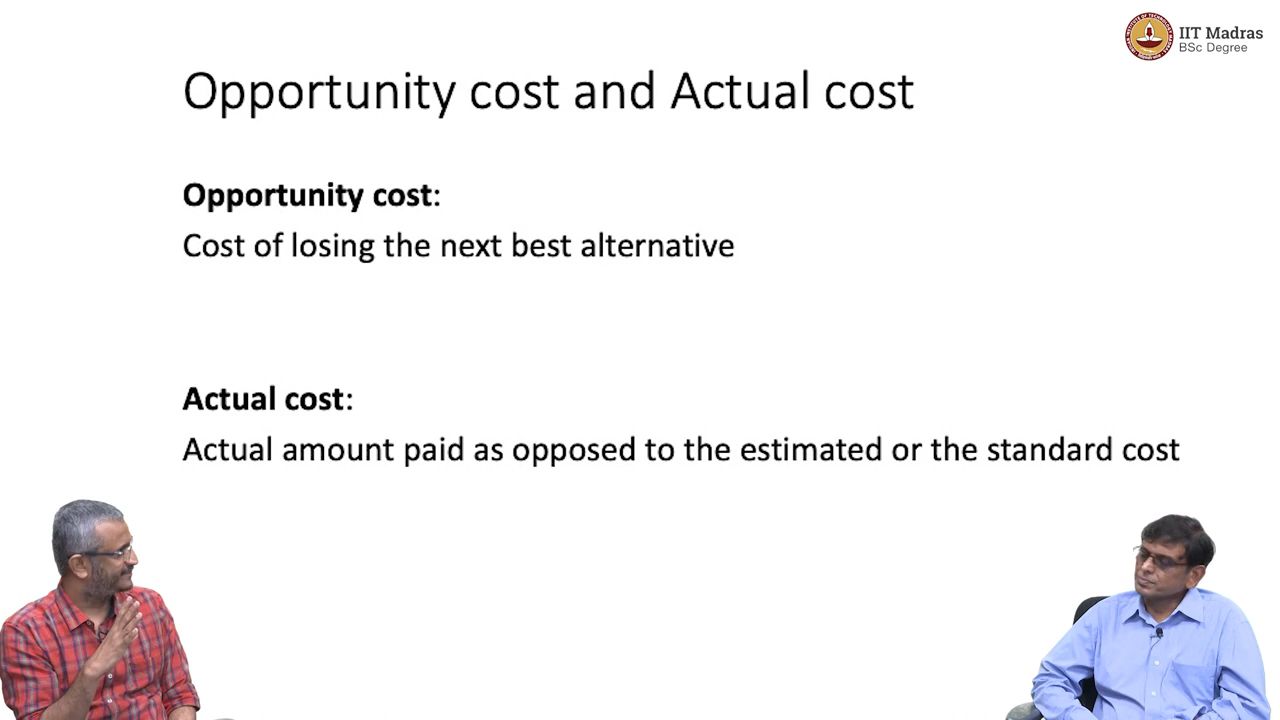 IIT Madras
BSc Degree
Opportunity cost and Actual cost
Opportunity cost:
Cost of losing the next best alternative
Actual cost:
Actual amount paid as opposed to the estimated or the standard cost